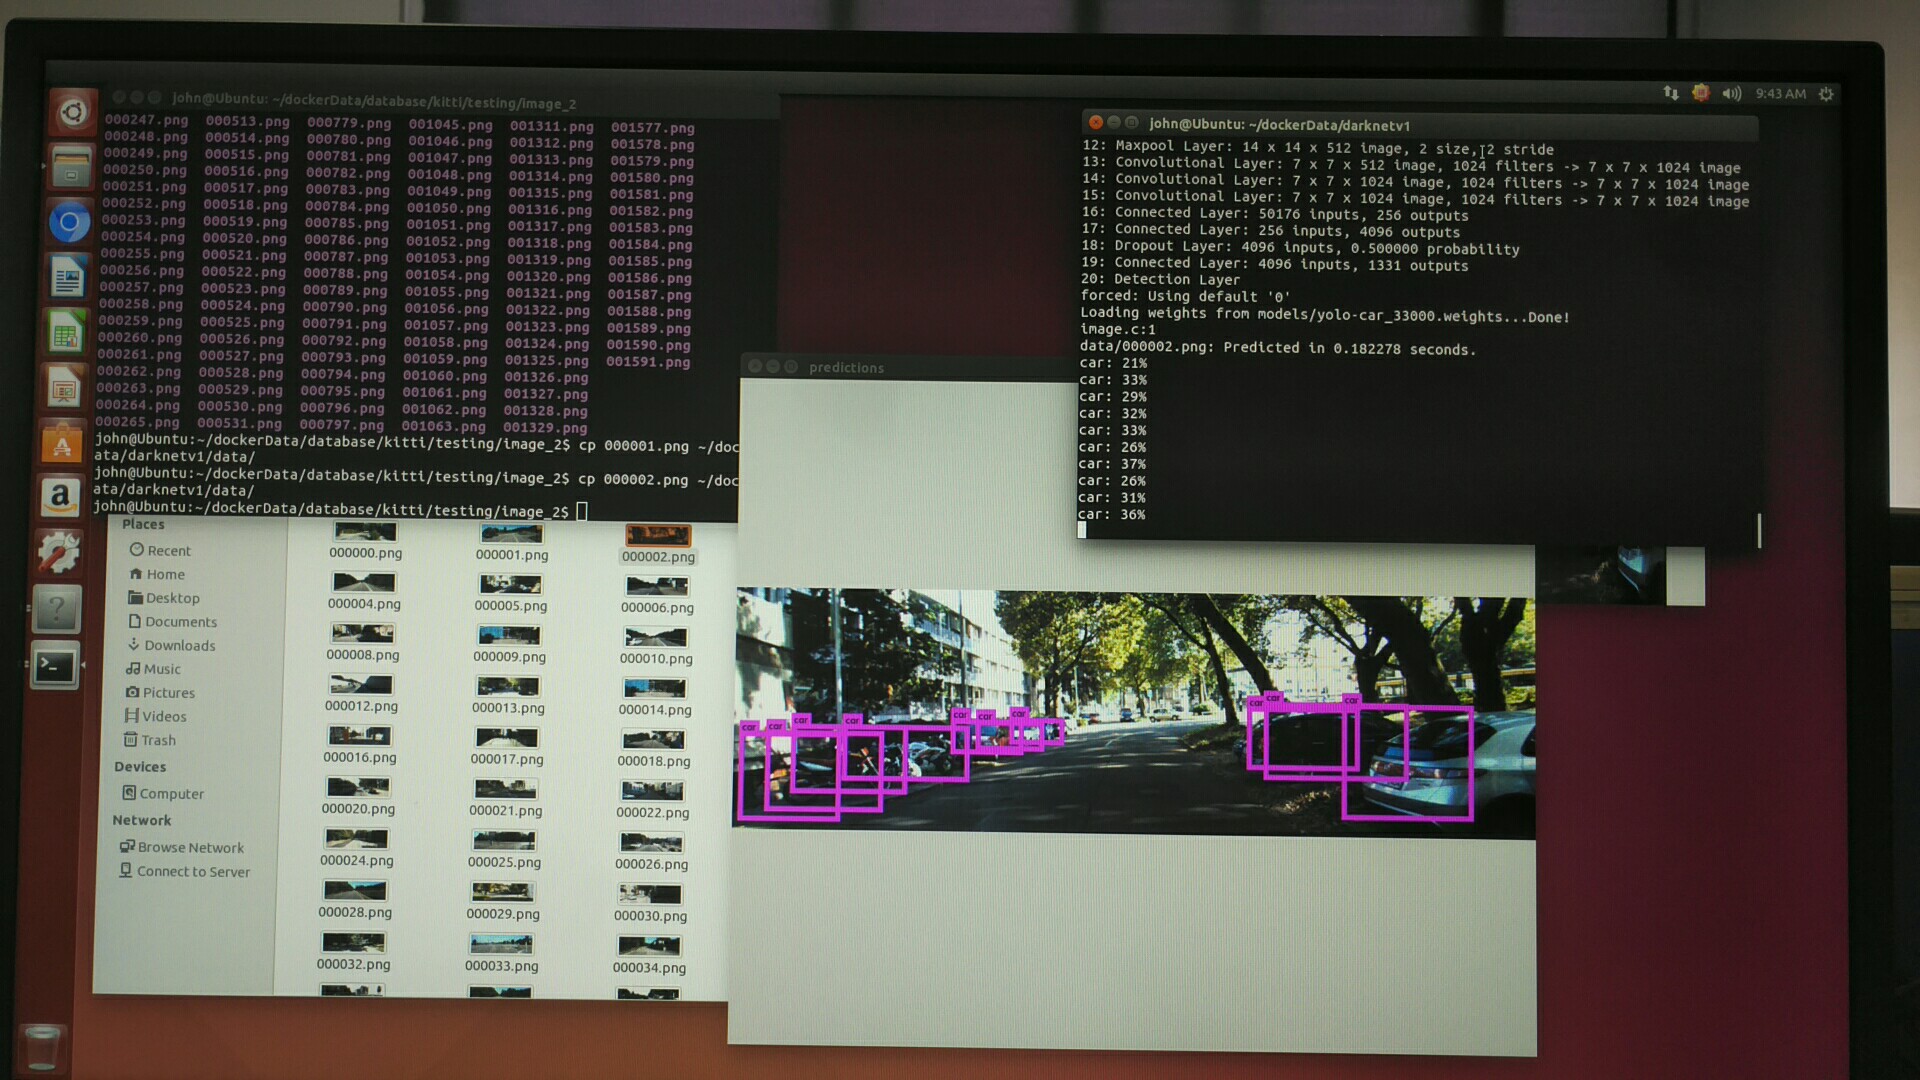 john@Ubuntu: ~/dockerData/database/kitti/testing/image_2
000247.png 000513.png 000779.png 001045.png 001311.png 001577.png
000248.png 000514.png 000780.png 001046.png 001312.png 001578.png
000249.png 000515.png 000781.png 001047.png 001313.png 001579.png
000250.png 000516.png 000782.png 001048.png 001314.png 001580.png
000251.png 000517.png 000783.png 001049.png 001315.png 001581.png
000252.png 000518.png 000784.png 001050.png 001316.png 001582.png
000253.png 000519.png 000785.png 001051.png 001317.png 001583.png
000254.png 000520.png 000786.png 001052.png 001318.png 001584.png
000255.png 000521.png 000787.png 001053.png 001319.png 001585.png
000256.png 000522.png 000788.png 001054.png 001320.png 001586.png
000257.png 000523.png 000789.png 001055.png 001321.png 001587.png
000258.png 000524.png 000790.png 001056.png 001322.png 001588.png
000259.png 000525.png 000791.png 001057.png 001323.png 001589.png
000260.png 000526.png 000792.png 001058.png 001324.png 001590.png
000261.png 000527.png 000793.png 001059.png 001325.png 001591.png
000262.png 000528.png 000794.png 001060.png 001326.png
000263.png 000529.png 000795.png 001061.png 001327.png
000264.png 000530.png 000796.png 001062.png 001328.png
000265.png 000531.png 000797.png 001063.png 001329.png
john@Ubuntu:~/dockerData/database/kitti/testing/image_2$ cp 000001.png ~/doc
ata/darknetv1/data/
john@Ubuntu:~/dockerData/database/kitti/testing/image_2$ cp 000002.png ~/doc
ata/darknetv1/data/
john@Ubuntu:~/dockerData/database/kitti/testing/image_2$
9:43 AM
john@Ubuntu: ~/dockerData/darknetv1
12: Maxpool Layer: 14 x 14 x 512 image, 2 size, 2 stride
13: Convolutional Layer: 7 x 7 x 512 image, 1024 filters -> 7 x 7 x 1024 image
14: Convolutional Layer: 7 x 7 x 1024 image, 1024 filters -> 7 x 7 x 1024 image
15: Convolutional Layer: 7 x 7 x 1024 image, 1024 filters -> 7 x 7 x 1024 image
16: Connected Layer: 50176 inputs, 256 outputs
17: Connected Layer: 256 inputs, 4096 outputs
18: Dropout Layer: 4096 inputs, 0.500000 probability
19: Connected Layer: 4096 inputs, 1331 outputs
20: Detection Layer
forced: Using default '0'
Loading weights from models/yolo-car_33000.weights...Done!
image.c:1
data/000002.png: Predicted in 0.182278 seconds.
car: 21%
car: 33%
car: 29%
car: 32%
car: 33%
car: 26%
car: 37%
car: 26%
car: 31%
car: 36%
predictions
car car car car car car car car car car
Places
Recent
Home
Desktop
Documents
Downloads
Music
Pictures
Videos
Trash
Devices
Computer
Network
Browse Network
Connect to Server
000000.png 000001.png 000002.png
000004.png 000005.png 000006.png
000008.png 000009.png 000010.png
000012.png 000013.png 000014.png
000016.png 000017.png 000018.png
000020.png 000021.png 000022.png
000024.png 000025.png 000026.png
000028.png 000029.png 000030.png
000032.png 000033.png 000034.png
a